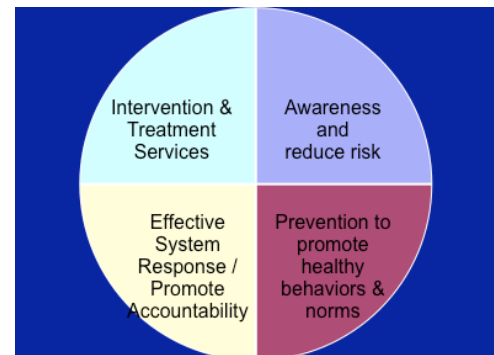 Intervention &
Treatment
Services
Awareness
and
reduce risk
Effective
System
Response /
Promote
Accountability
Prevention to
promote
healthy
behaviors &
norms